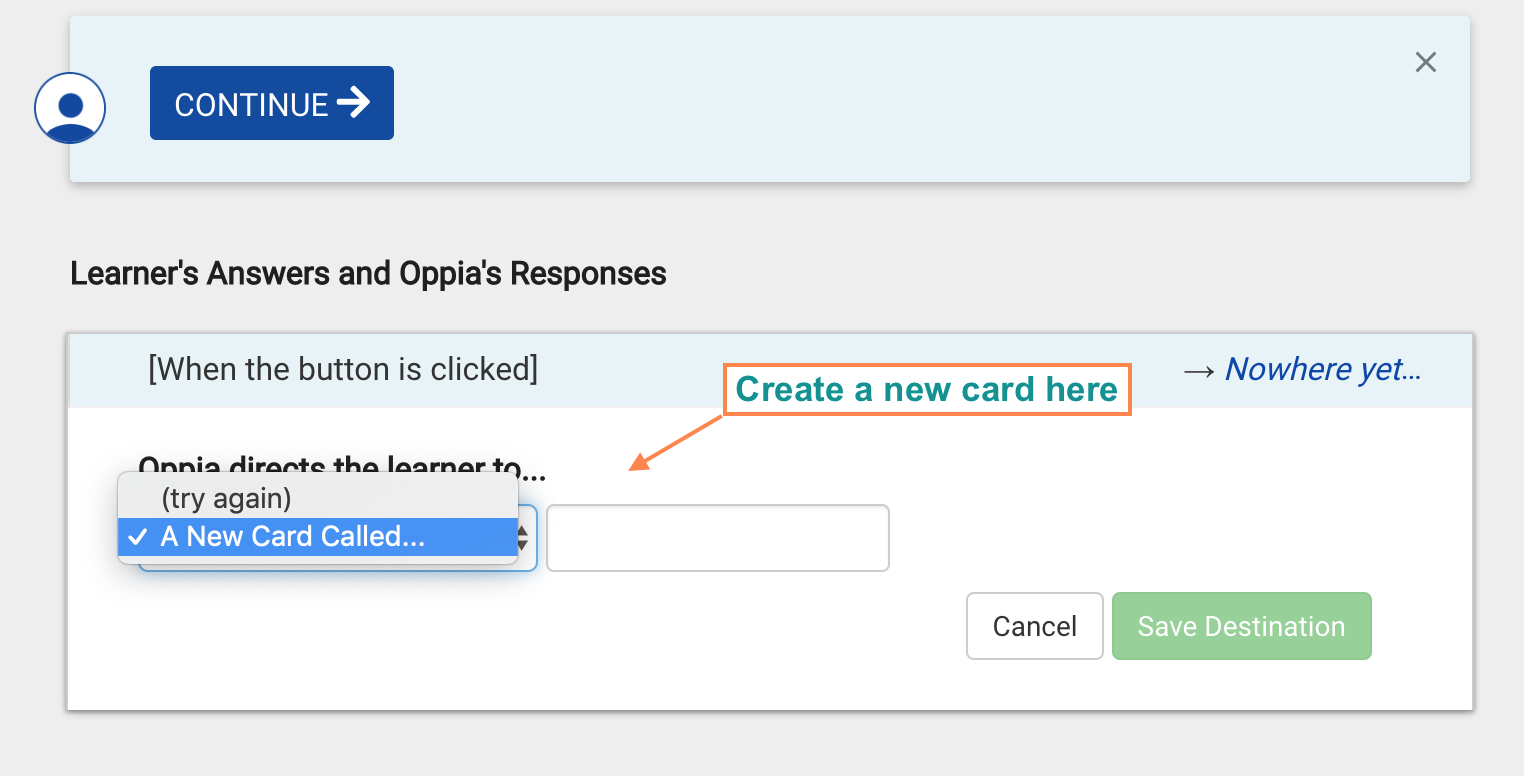 CONTINUE
Learner's Answers and Oppia's Responses
[When the button is clicked]
→ Nowhere yet...
Create a new card here
Oppia directs the learner to...
(try again)
✓ A New Card Called...
Cancel
Save Destination